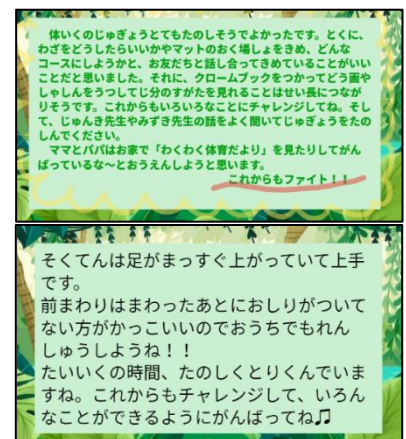 体いくのじゅぎょうとてもたのしそうでよかったです。とくに、
わざをどうしたらいいかやマットのおく場しょをきめ、どんな
コースにしようかと、お友だちと話し合ってきめていることがいい
ことだと思いました。それに、クロームブックをつかってどう画や
しゃしんをうつしてじ分のすがたを見れることはせい長につなが
りそうです。これからもいろいろなことにチャレンジしてね。そし
て、じゅんき先生やみずき先生の話をよく聞いてじゅぎょうをたの
しんでください。
ママとパパはお家で「わくわく体育だより」を見たりしてがん
ばっているな～とおうえんしようと思います。
これからもファイト！！
そくてんは足がまっすぐ上がっていて上手
です。
前まわりはまわったあとにおしりがついて
ない方がかっこいいのでおうちでもれん
しゅうしようね！！
たいいくの時間、たのしくとりくんでいま
すね。これからもチャレンジして、いろん
なことができるようにがんばってね♫